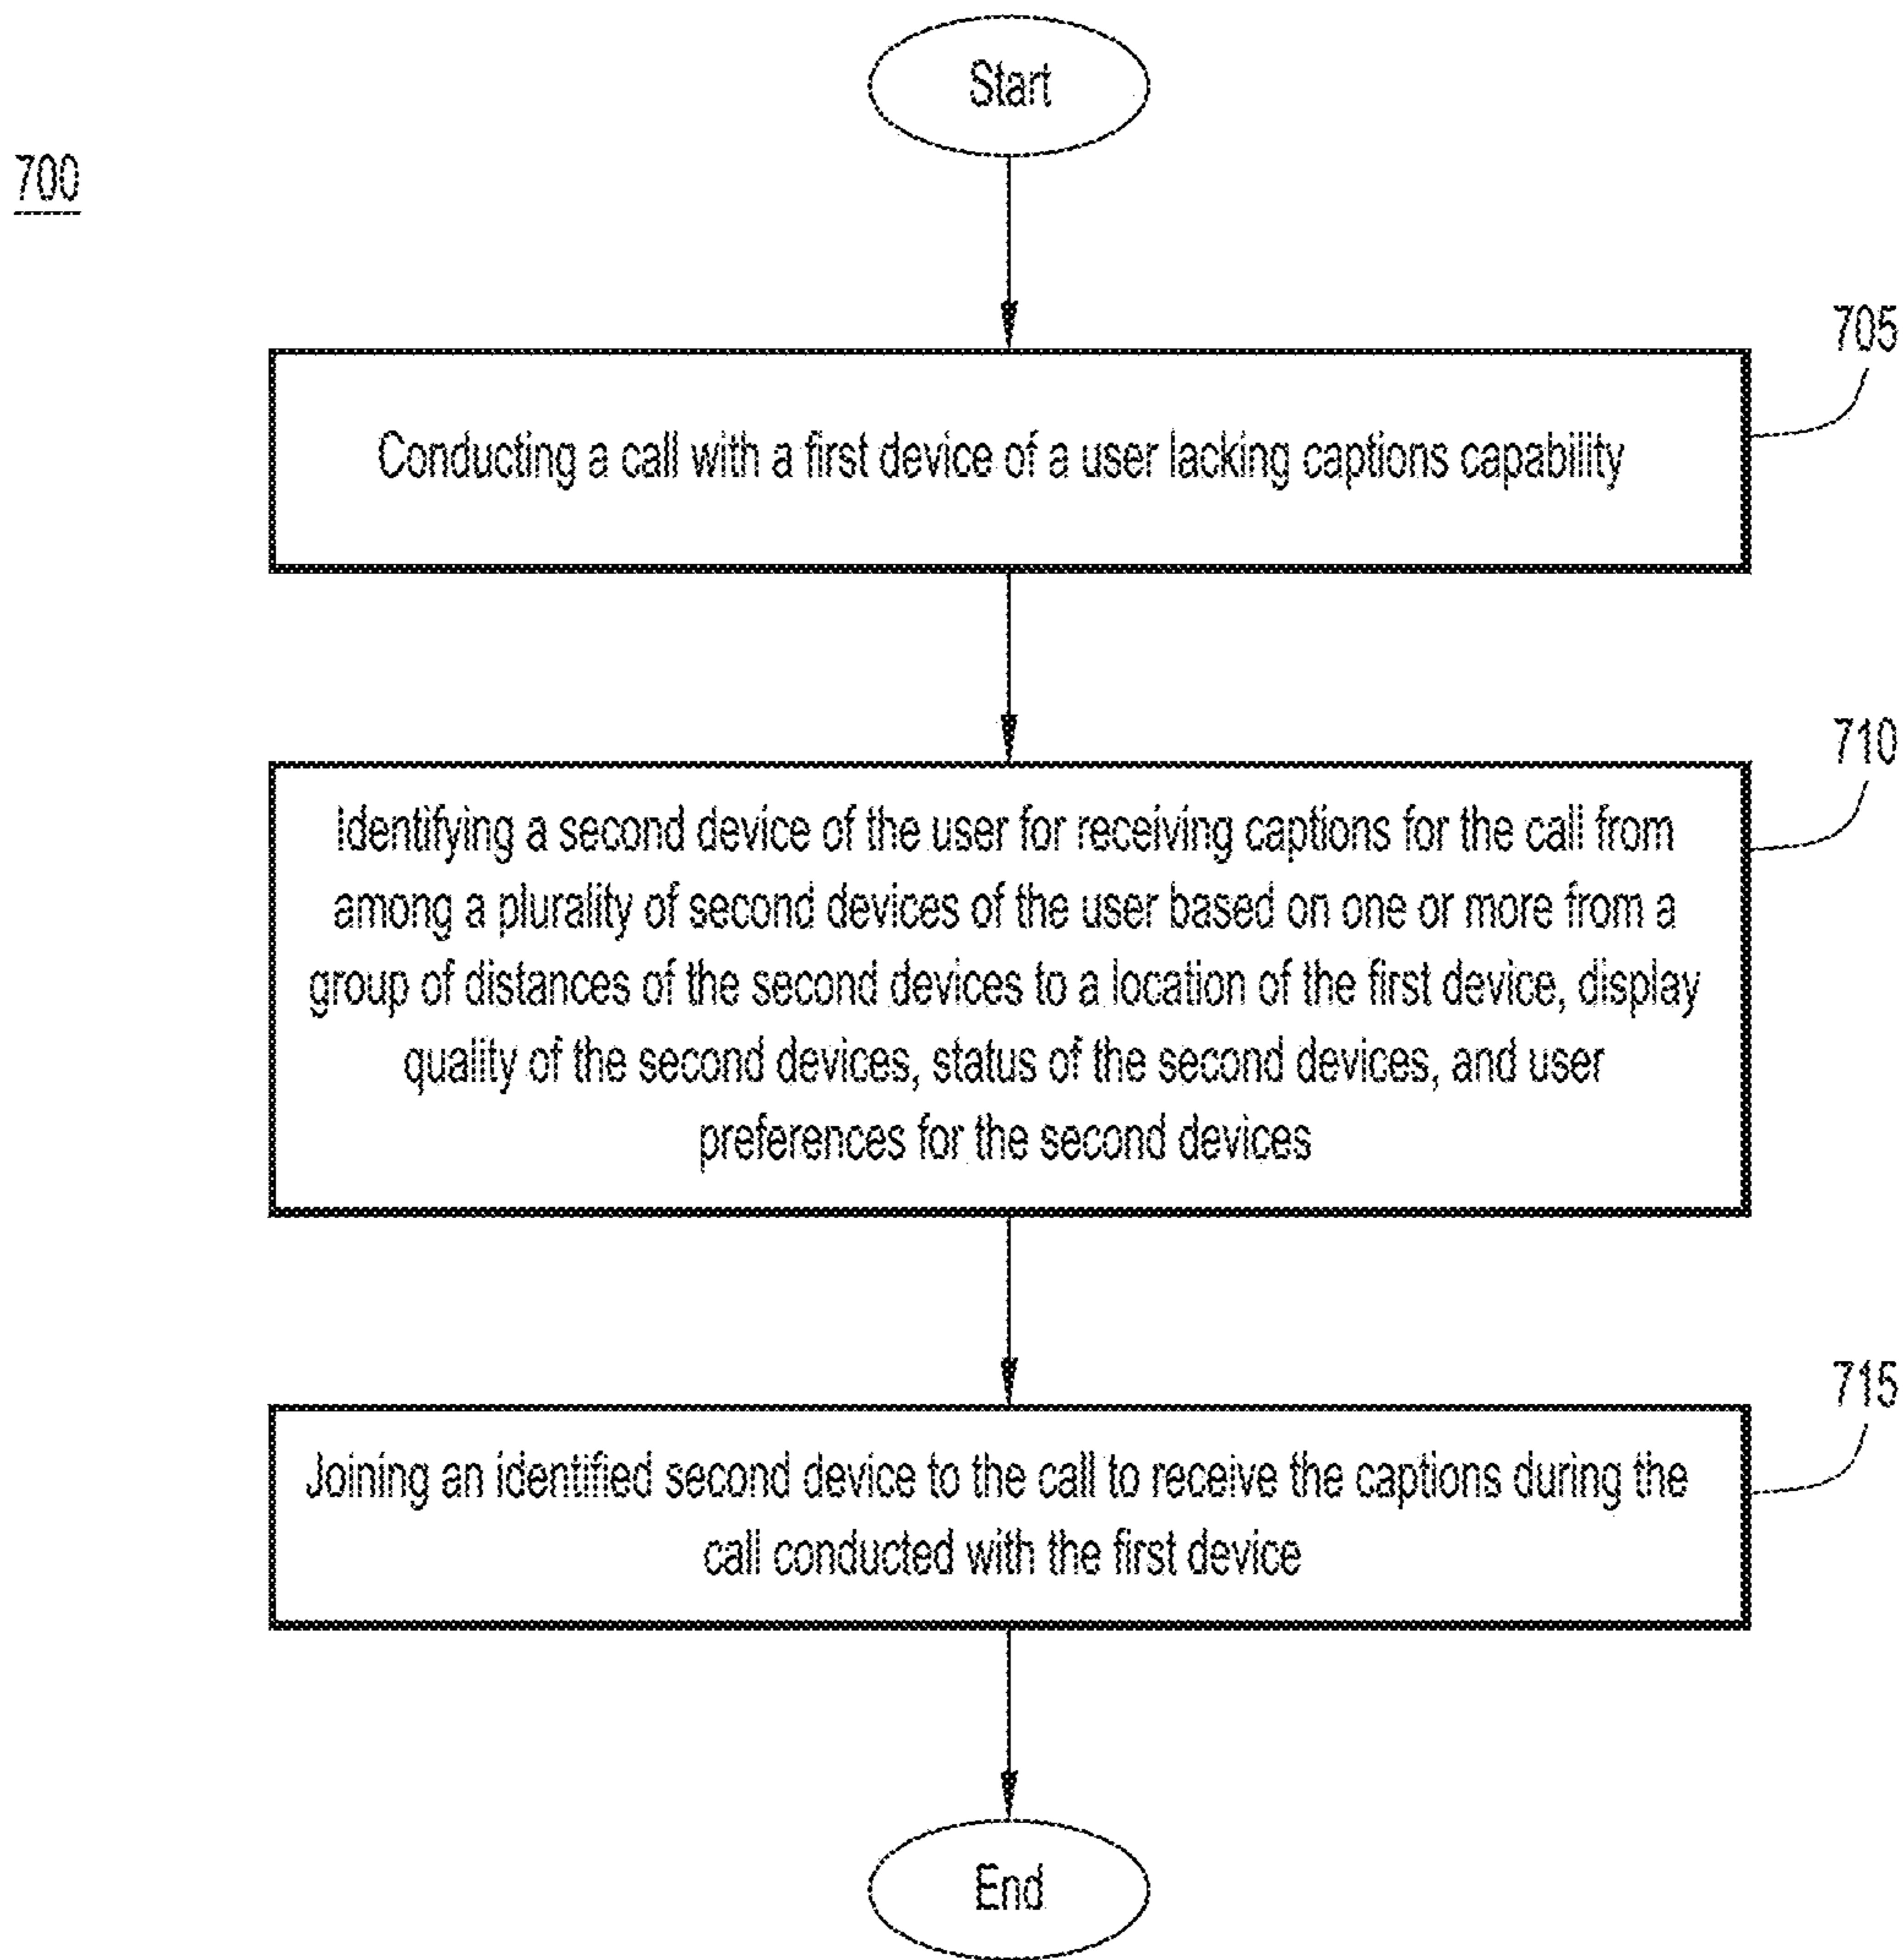 Start
700
705
Conducting a call with a first device of a user lacking captions capability
710
Identifying a second device of the user for receiving captions for the call from
among a plurality of second devices of the user based on one or more from a
group of distances of the second devices to a location of the first device, display
quality of the second devices, status of the second devices, and user
preferences for the second devices
715
Joining an identified second device to the call to receive the captions during the
call conducted with the first device
End